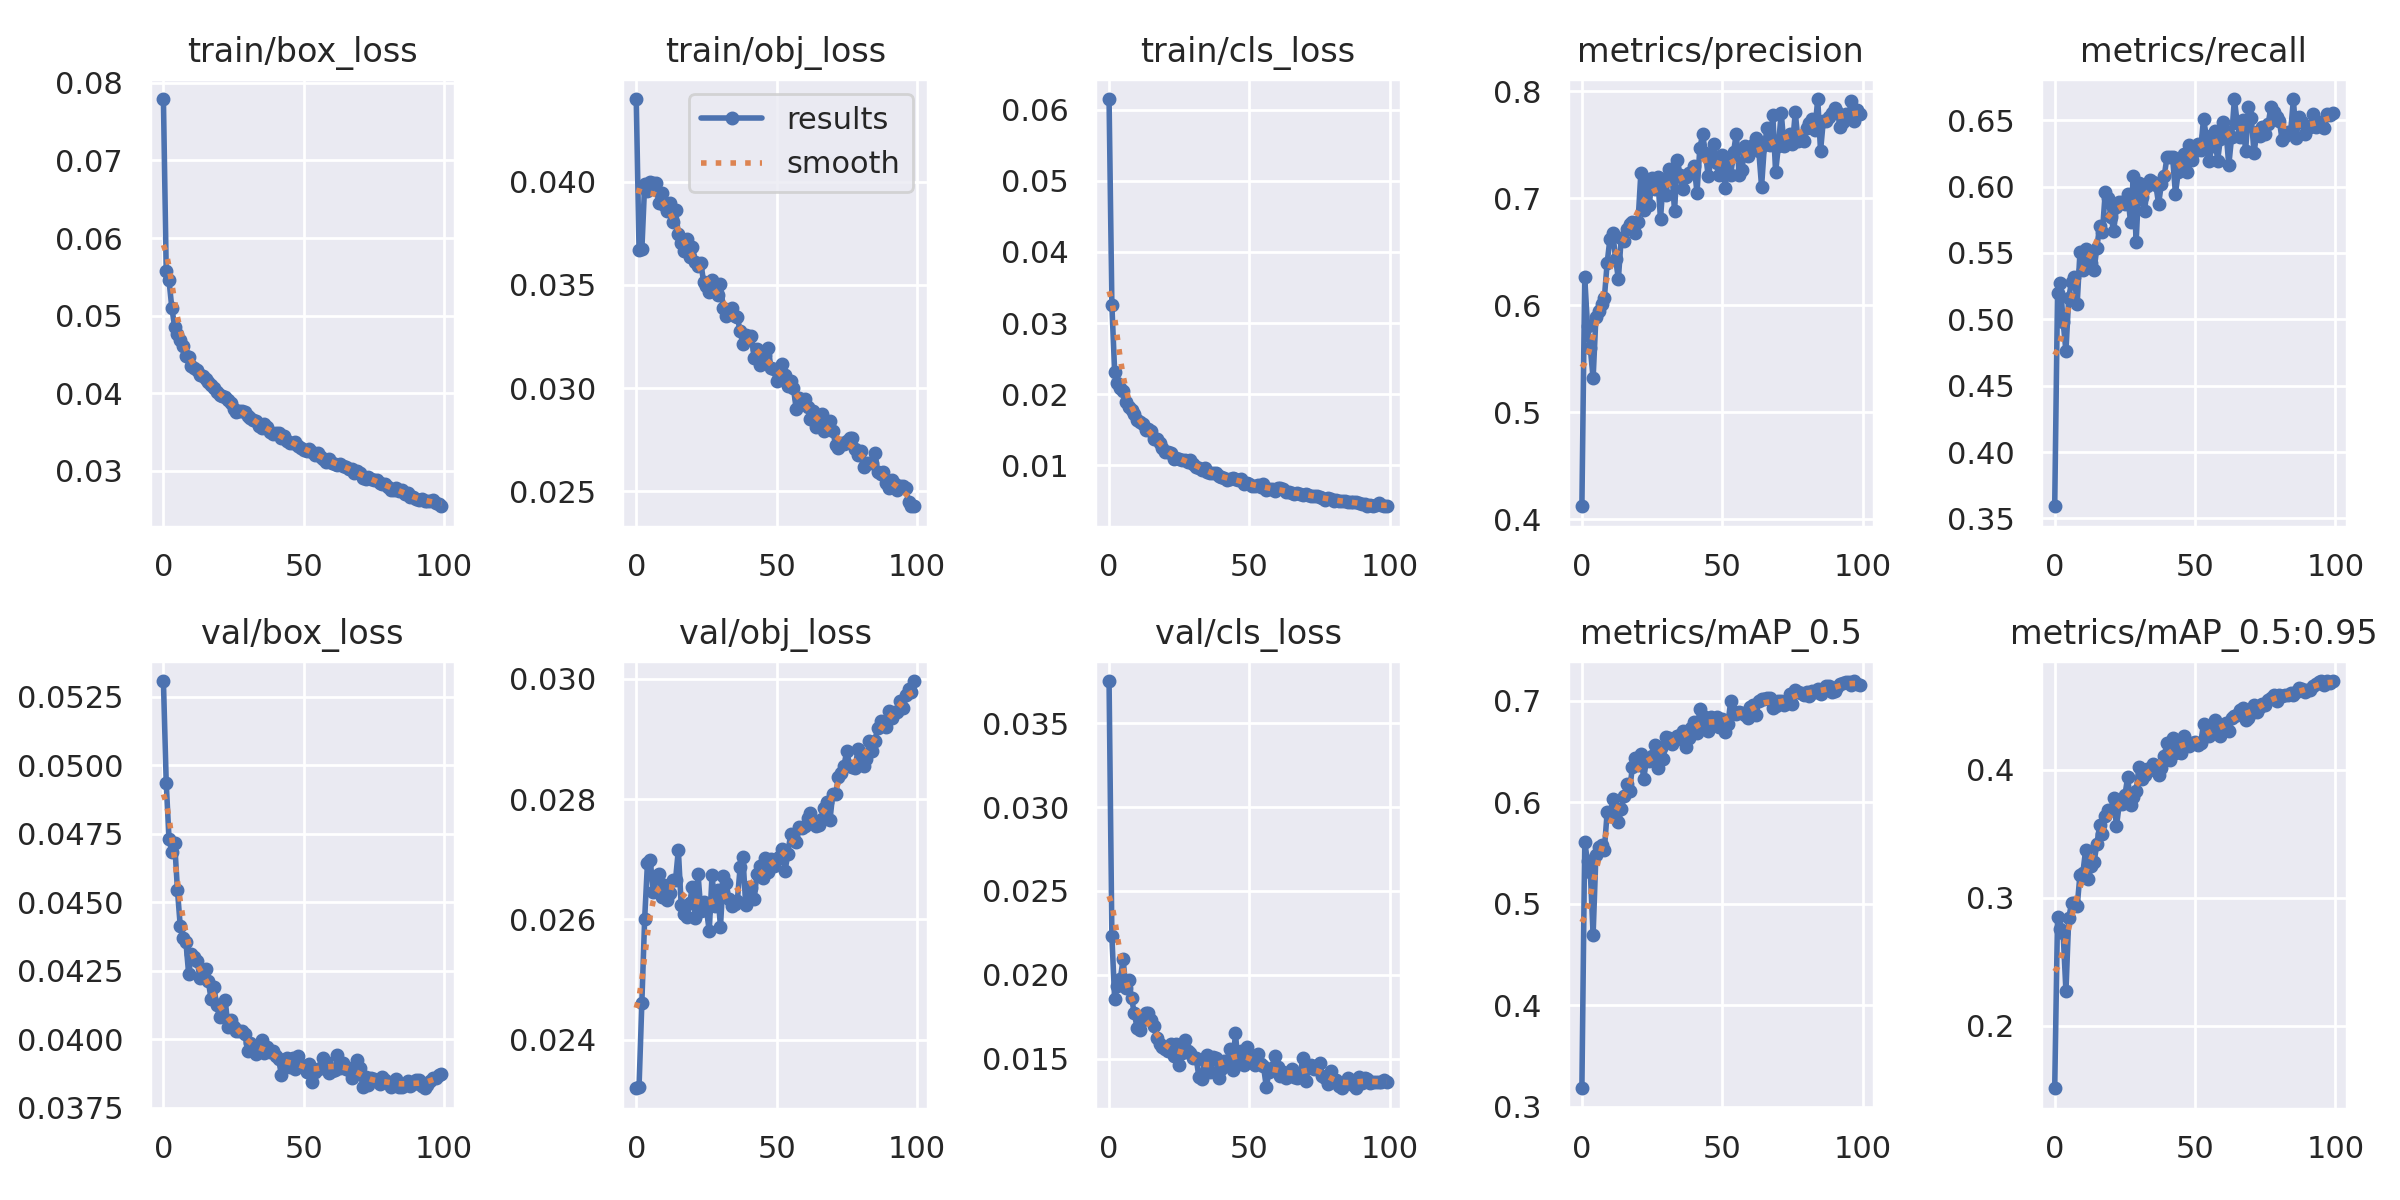 train/box_loss
0.08
0.07
0.06
0.05
0.04
0.03
0 50 100
train/obj_loss
results
smooth
0.040
0.035
0.030
0.025
0 50 100
train/cls_loss
0.06
0.05
0.04
0.03
0.02
0.01
0 50 100
metrics/precision
0.8
0.7
0.6
0.5
0.4
0 50 100
metrics/recall
0.65
0.60
0.55
0.50
0.45
0.40
0.35
0 50 100
val/box_loss
0.0525
0.0500
0.0475
0.0450
0.0425
0.0400
0.0375
0 50 100
val/obj_loss
0.030
0.028
0.026
0.024
0 50 100
val/cls_loss
0.035
0.030
0.025
0.020
0.015
0 50 100
metrics/mAP_0.5
0.7
0.6
0.5
0.4
0.3
0 50 100
metrics/mAP_0.5:0.95
0.4
0.3
0.2
0 50 100